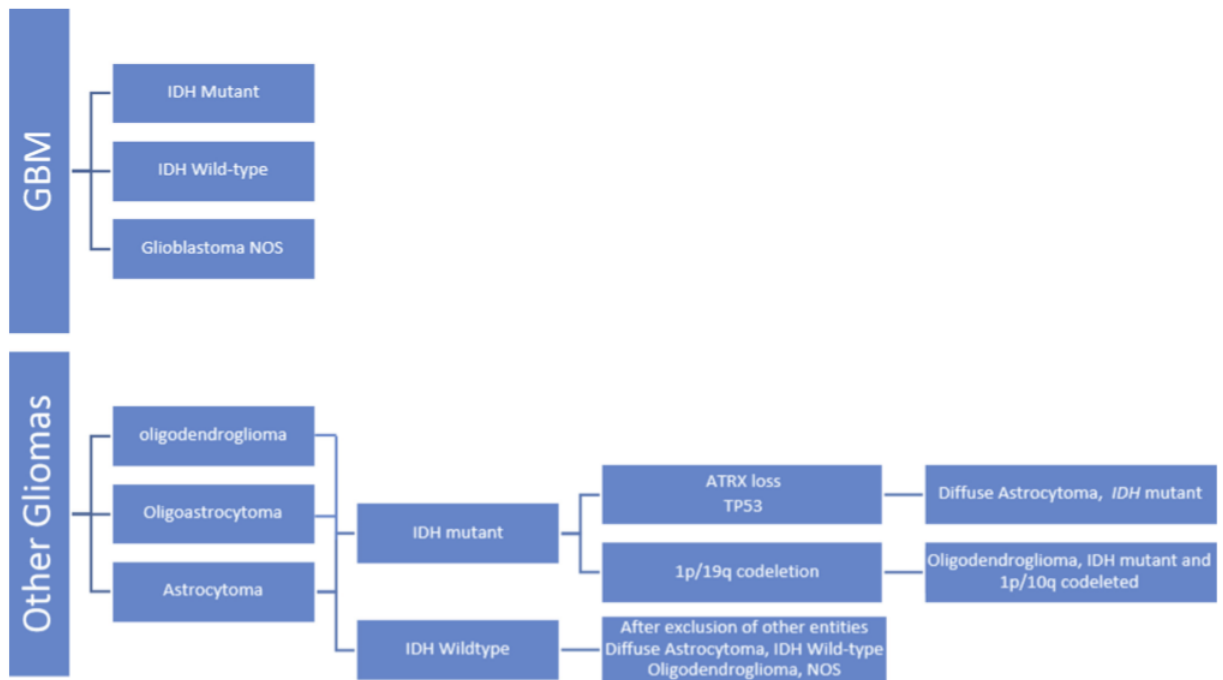 GBM
IDH Mutant
IDH Wild-type
Glioblastoma NOS
Other Gliomas
oligodendroglioma
Oligoastrocytoma
Astrocytoma
IDH mutant
IDH Wildtype
ATRX loss
TP53
1p/19q codeletion
After exclusion of other entities
Diffuse Astrocytoma, IDH Wild-type
Oligodendroglioma, NOS
Diffuse Astrocytoma, IDH mutant
Oligodendroglioma, IDH mutant and
1p/10q codeleted